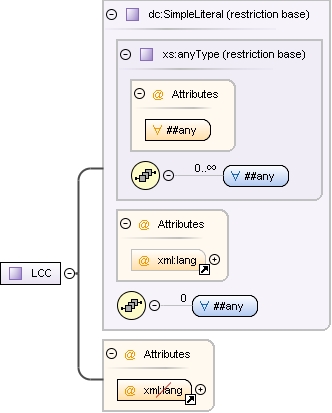 dc:SimpleLiteral (restriction base)
xs:anyType (restriction base)
@ Attributes
∀ ##any
0..∞
∀ ##any
@ Attributes
@ xml:lang
LCC
0
∀ ##any
@ Attributes
@ xml:lang